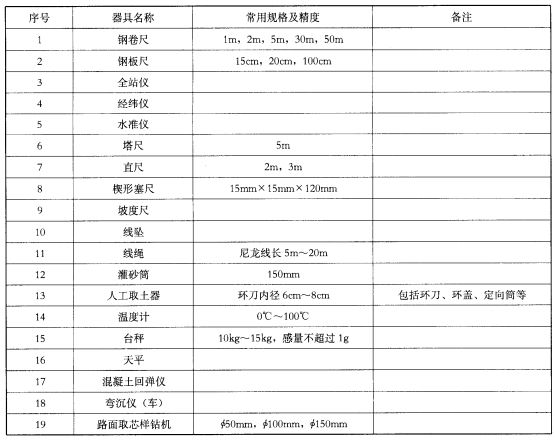 序号 器具名称 常用规格及精度 备注
1 钢卷尺 1m，2m，5m，30m，50m
2 钢板尺 15cm，20cm，100cm
3 全站仪
4 经纬仪
5 水准仪
6 塔尺 5m
7 直尺 2m，3m
8 楔形塞尺 15mm×15mm×120mm
9 坡度尺
10 线坠
11 线绳 尼龙线长 5m～20m
12 灌砂筒 150mm
13 人工取土器 环刀内径 6cm～8cm 包括环刀、环盖、定向筒等
14 温度计 0℃～100℃
15 台秤 10kg～15kg，感量不超过 1g
16 天平
17 混凝土回弹仪
18 弯沉仪（车）
19 路面取芯样钻机 ∮50mm，∮100mm，∮150mm